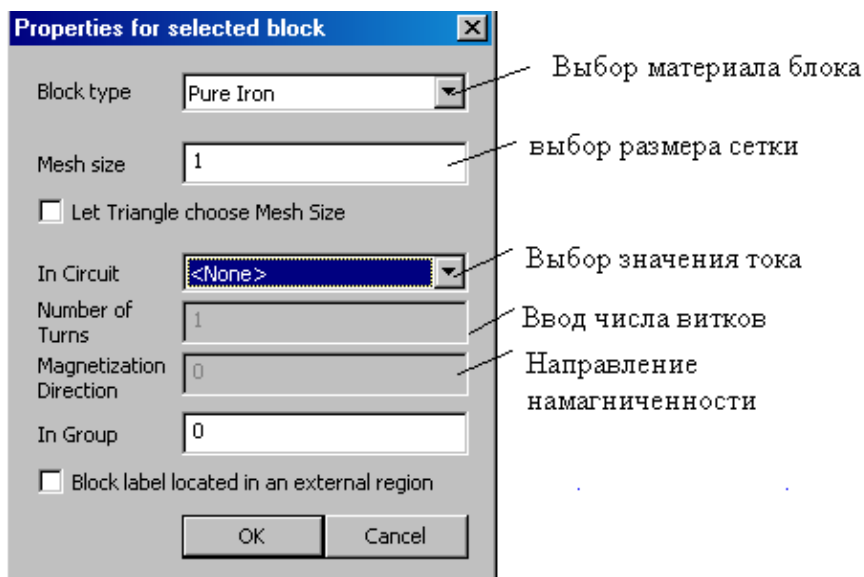 Properties for selected block
Block type
Pure Iron
Выбор материала блока
Mesh size
1
выбор размера сетки
Let Triangle choose Mesh Size
In Circuit
<None>
Выбор значения тока
Number of
Turns
1
Ввод числа витков
Magnetization
Direction
0
Направление
намагниченности
In Group
0
Block label located in an external region
OK
Cancel